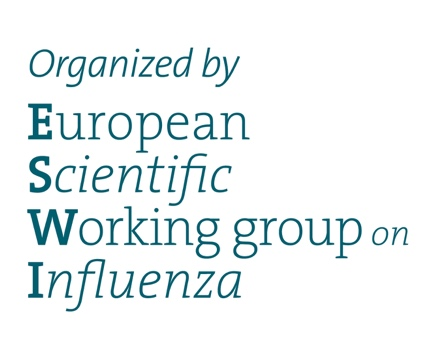 Organized by
European
Scientific
Working group on
Influenza